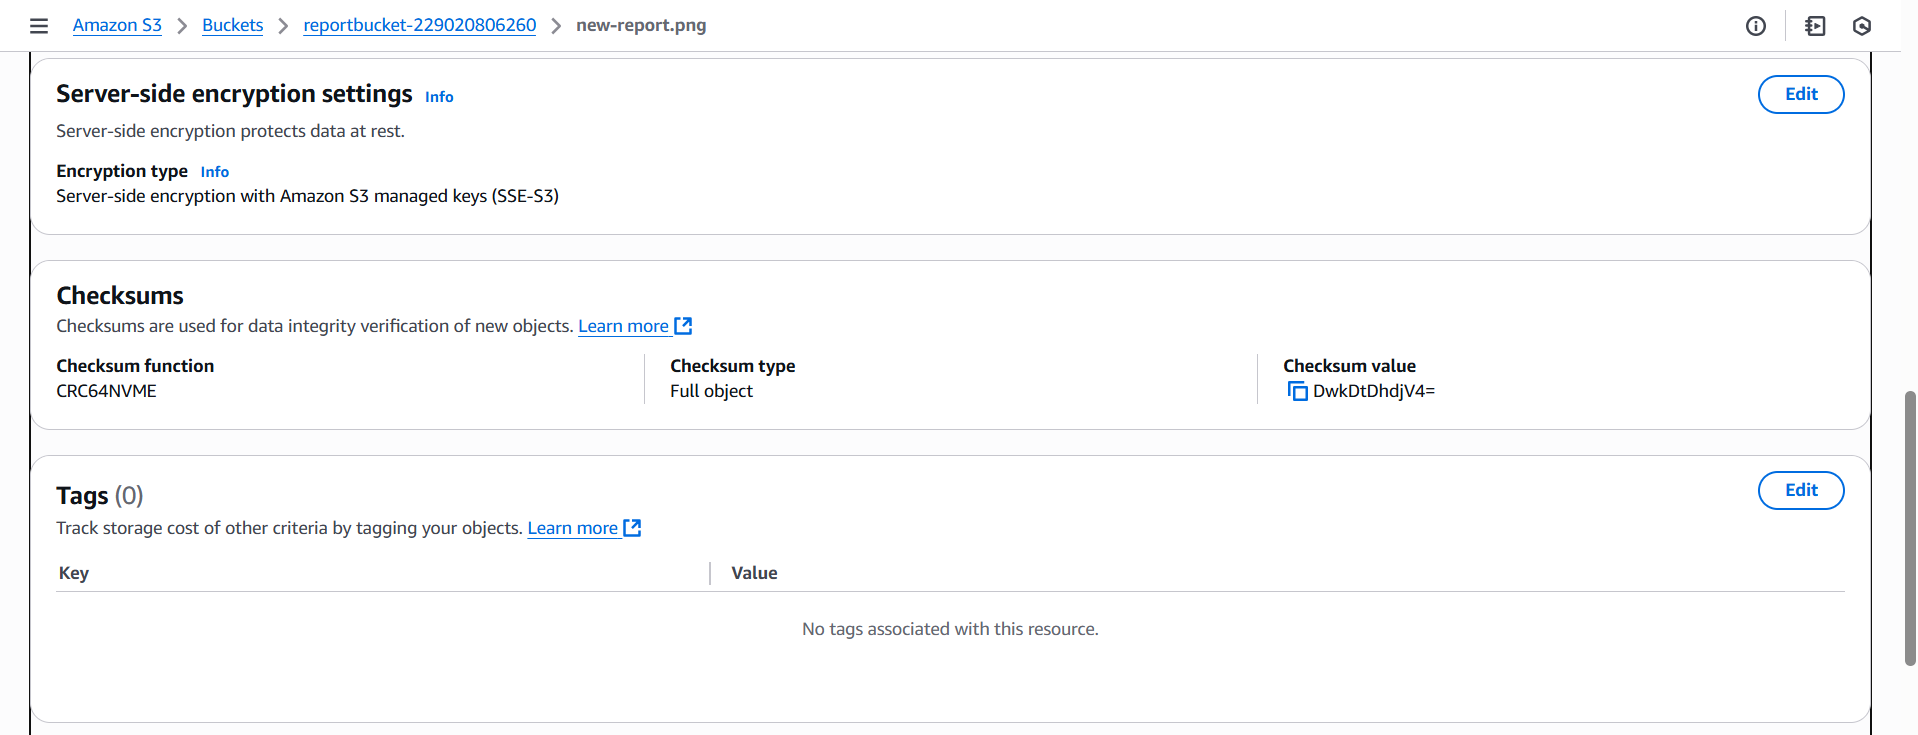 Amazon S3 > Buckets > reportbucket-229020806260 > new-report.png
Server-side encryption settings Info Edit
Server-side encryption protects data at rest.
Encryption type Info
Server-side encryption with Amazon S3 managed keys (SSE-S3)
Checksums
Checksums are used for data integrity verification of new objects. Learn more
Checksum function Checksum type Checksum value
CRC64NVME Full object DwkDtDhdjV4=
Tags (0) Edit
Track storage cost of other criteria by tagging your objects. Learn more
Key Value
No tags associated with this resource.